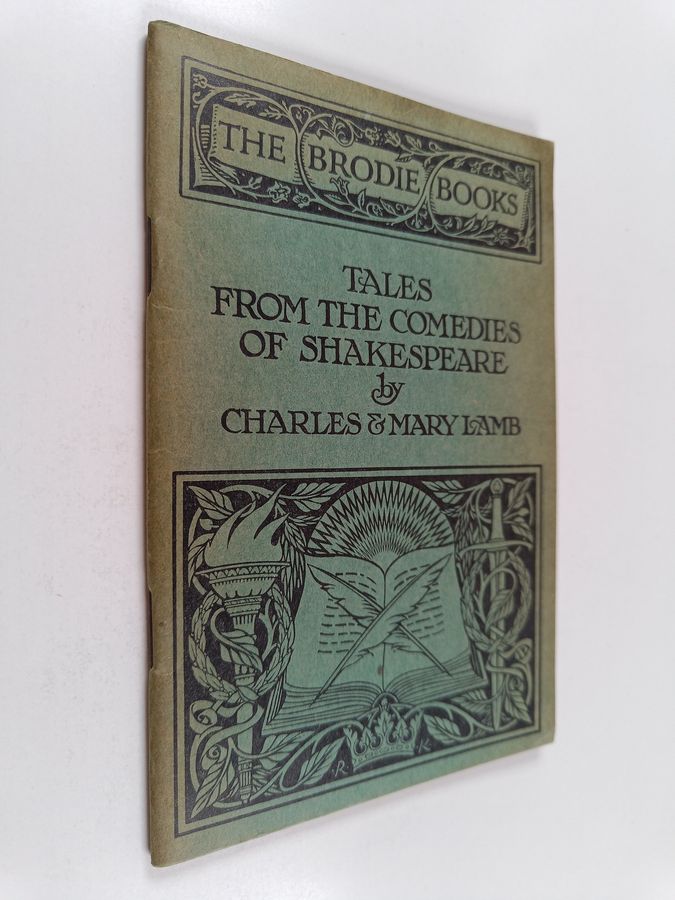 THE BRODIE BOOKS
TALES
FROM THE COMEDIES
OF SHAKESPEARE
by
CHARLES & MARY LAMB
·R· K